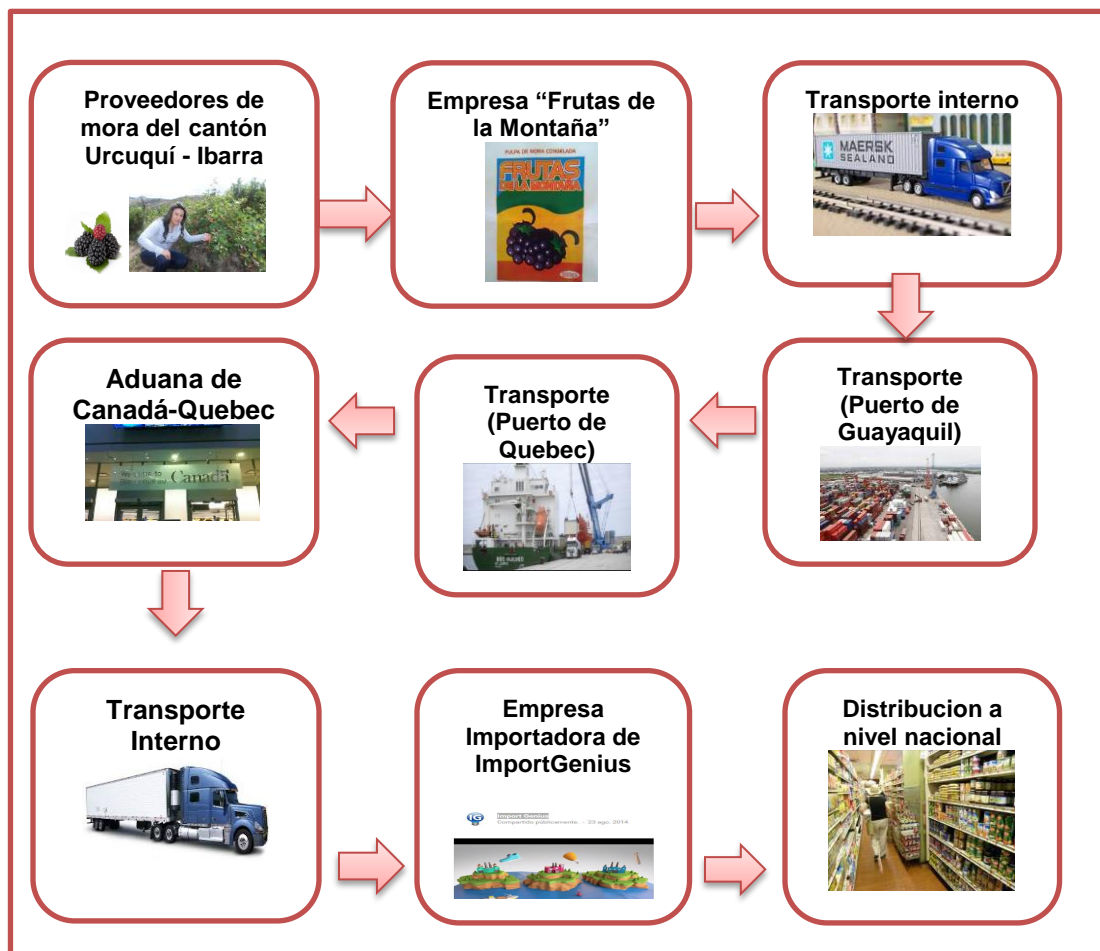 Proveedores de
mora del cantón
Urcuquí - Ibarra
Empresa “Frutas de
la Montaña”
PULPA DE MORA CONGELADA
FRUTAS
DE LA MONTAÑA
Transporte interno
MAERSK
SEALAND
Aduana de
Canadá-Quebec
Canada
Transporte
(Puerto de
Quebec)
Transporte
(Puerto de
Guayaquil)
Transporte
Interno
Empresa
Importadora de
ImportGenius
IG
Import Genius
Compartido públicamente - 23 ago. 2014
Distribucion a
nivel nacional